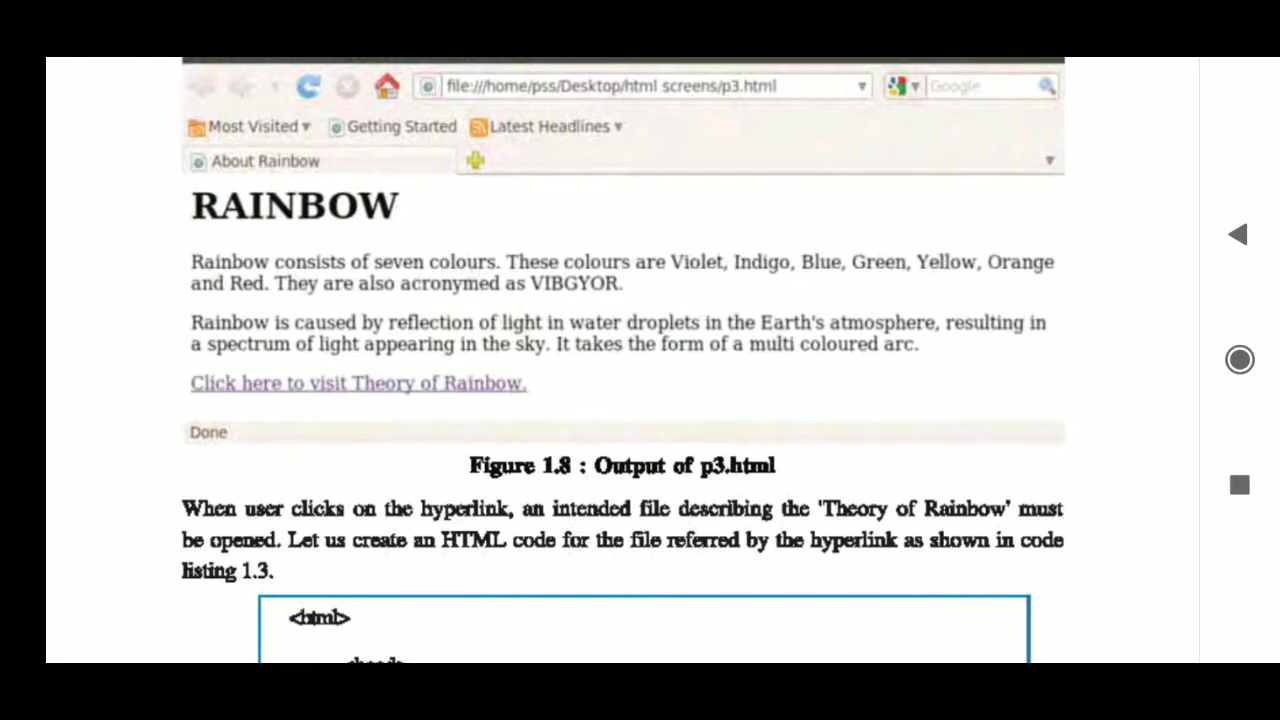 file:///home/pss/Desktop/html screens/p3.html
Google
Most Visited
Getting Started
Latest Headlines
About Rainbow
RAINBOW
Rainbow consists of seven colours. These colours are Violet, Indigo, Blue, Green, Yellow, Orange
and Red. They are also acronymed as VIBGYOR.
Rainbow is caused by reflection of light in water droplets in the Earth's atmosphere, resulting in
a spectrum of light appearing in the sky. It takes the form of a multi coloured arc.
Click here to visit Theory of Rainbow.
Done
Figure 1.8 : Output of p3.html
When user clicks on the hyperlink, an intended file describing the 'Theory of Rainbow' must
be opened. Let us create an HTML code for the file referred by the hyperlink as shown in code
listing 1.3.
<html>